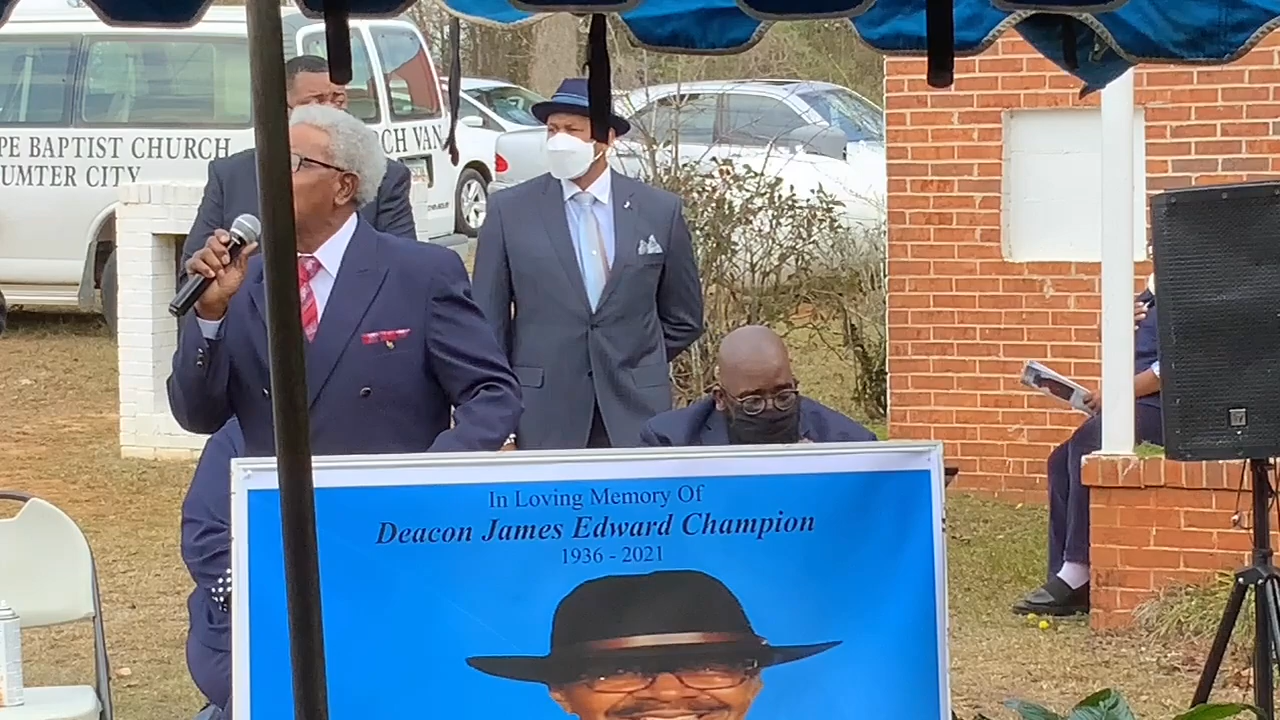 PE BAPTIST CHURCH
UMTER CITY
CH VAN
In Loving Memory Of
Deacon James Edward Champion
1936 - 2021